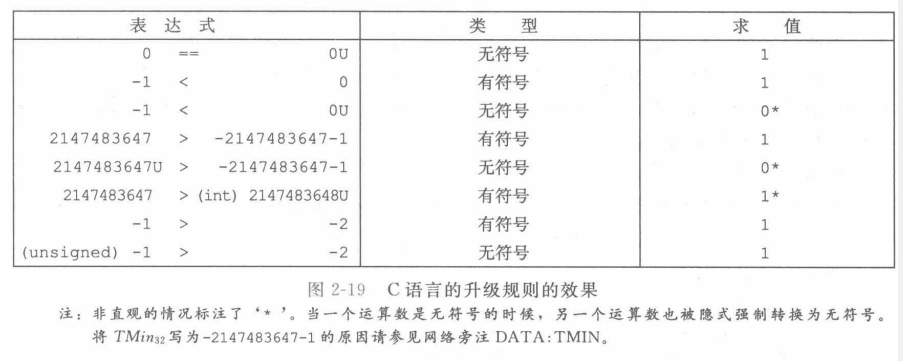 表 达 式 类 型 求 值
0 == 0U 无符号 1
-1 < 0 有符号 1
-1 < 0U 无符号 0*
2147483647 > -2147483647-1 有符号 1
2147483647U > -2147483647-1 无符号 0*
2147483647 > (int) 2147483648U 有符号 1*
-1 > -2 有符号 1
(unsigned) -1 > -2 无符号 1
图 2-19 C 语言的升级规则的效果
注：非直观的情况标注了‘*’。当一个运算数是无符号的时候，另一个运算数也被隐式强制转换为无符号。
将 TMin32写为-2147483647-1 的原因请参见网络旁注 DATA:TMIN。